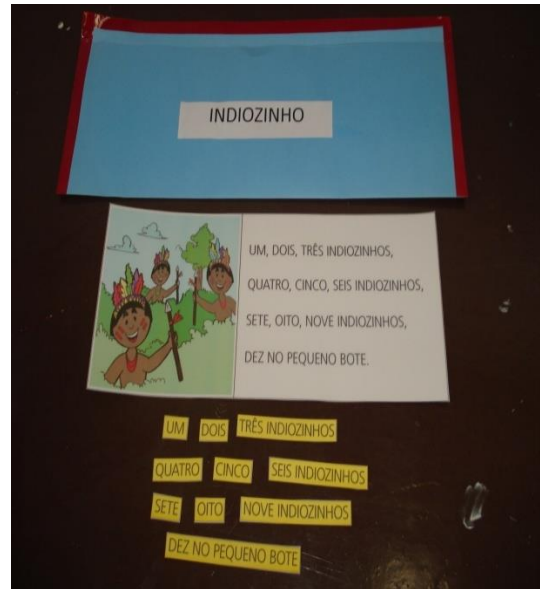 INDIOZINHO
UM, DOIS, TRÊS INDIOZINHOS,
QUATRO, CINCO, SEIS INDIOZINHOS,
SETE, OITO, NOVE INDIOZINHOS,
DEZ NO PEQUENO BOTE.
UM DOIS TRÊS INDIOZINHOS
QUATRO CINCO SEIS INDIOZINHOS
SETE OITO NOVE INDIOZINHOS
DEZ NO PEQUENO BOTE